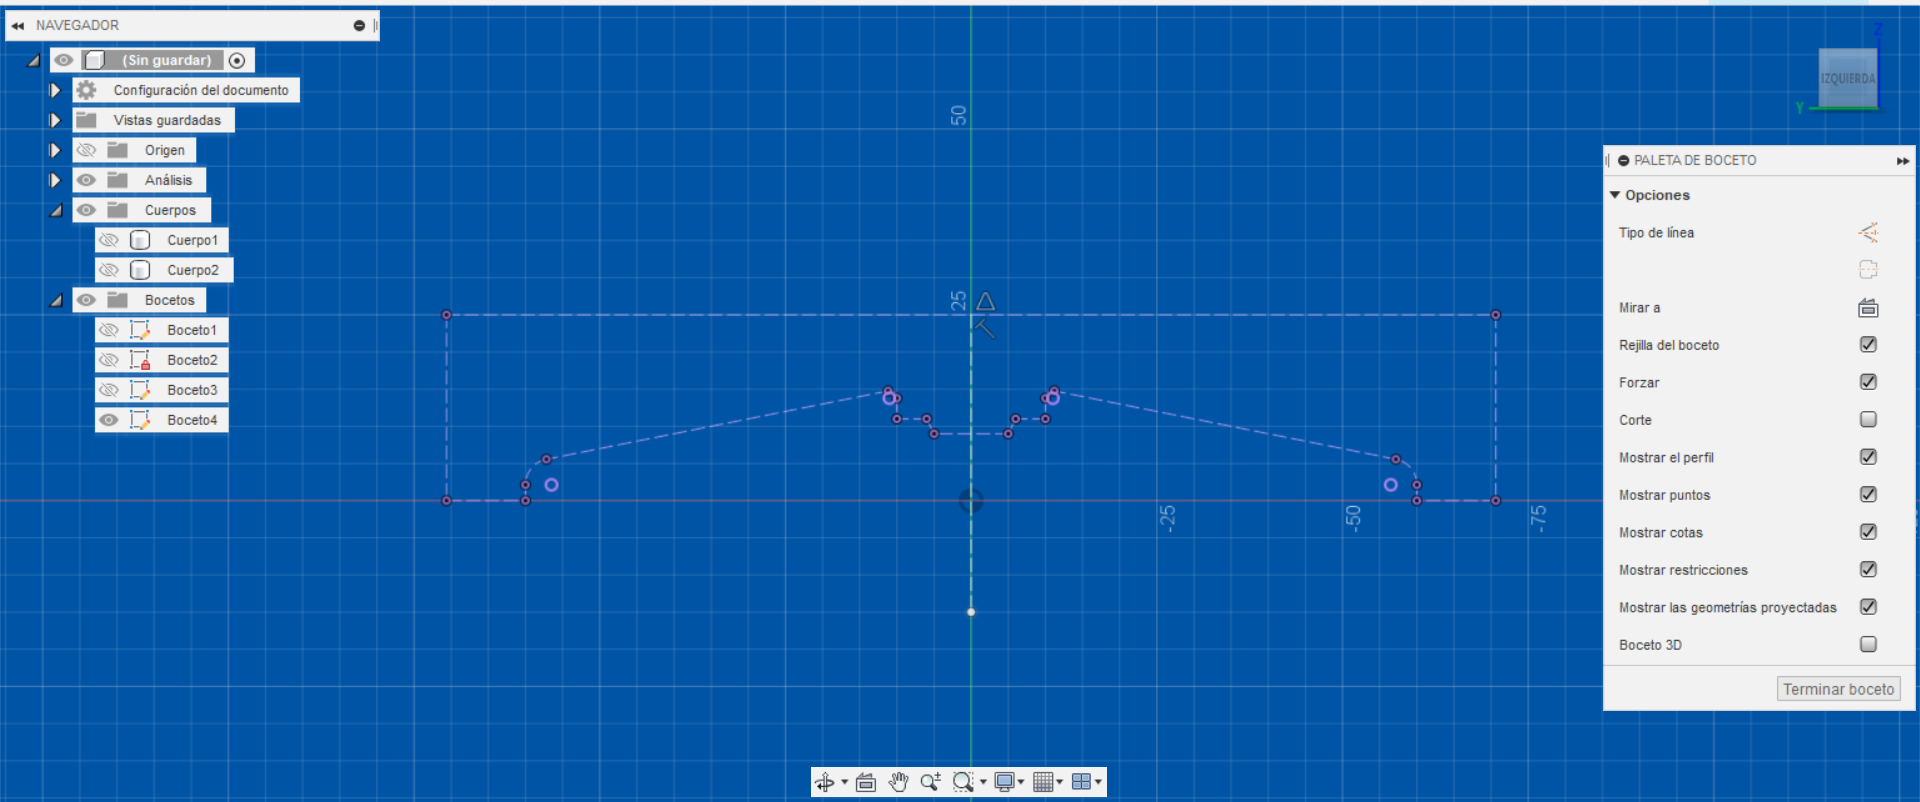 NAVEGADOR
(Sin guardar)
Configuración del documento
Vistas guardadas
Origen
Análisis
Cuerpos
Cuerpo1
Cuerpo2
Bocetos
Boceto1
Boceto2
Boceto3
Boceto4
50
25
-25
-50
-75
Z
IZQUIERDA
Y
PALETA DE BOCETO
Opciones
Tipo de línea
Mirar a
Rejilla del boceto
Forzar
Corte
Mostrar el perfil
Mostrar puntos
Mostrar cotas
Mostrar restricciones
Mostrar las geometrías proyectadas
Boceto 3D
Terminar boceto